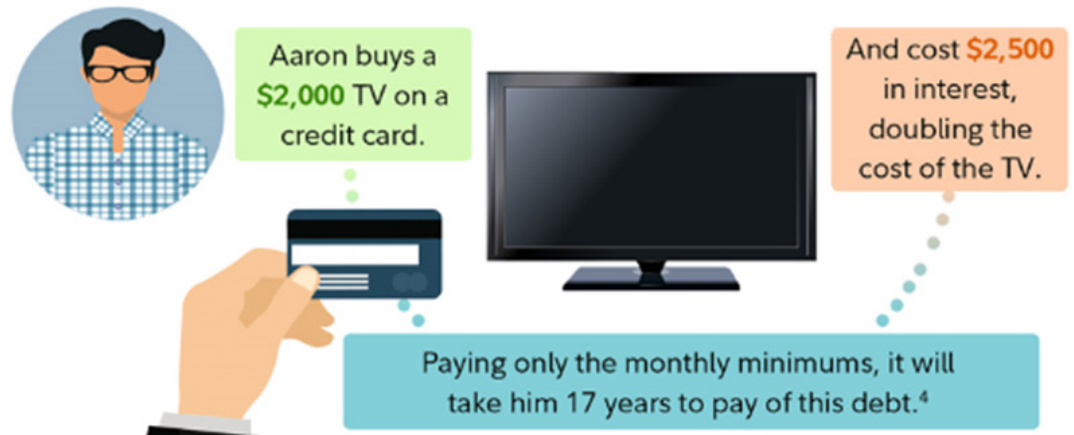 Aaron buys a
$2,000 TV on a
credit card.
Paying only the monthly minimums, it will
take him 17 years to pay of this debt.⁴
And cost $2,500
in interest,
doubling the
cost of the TV.